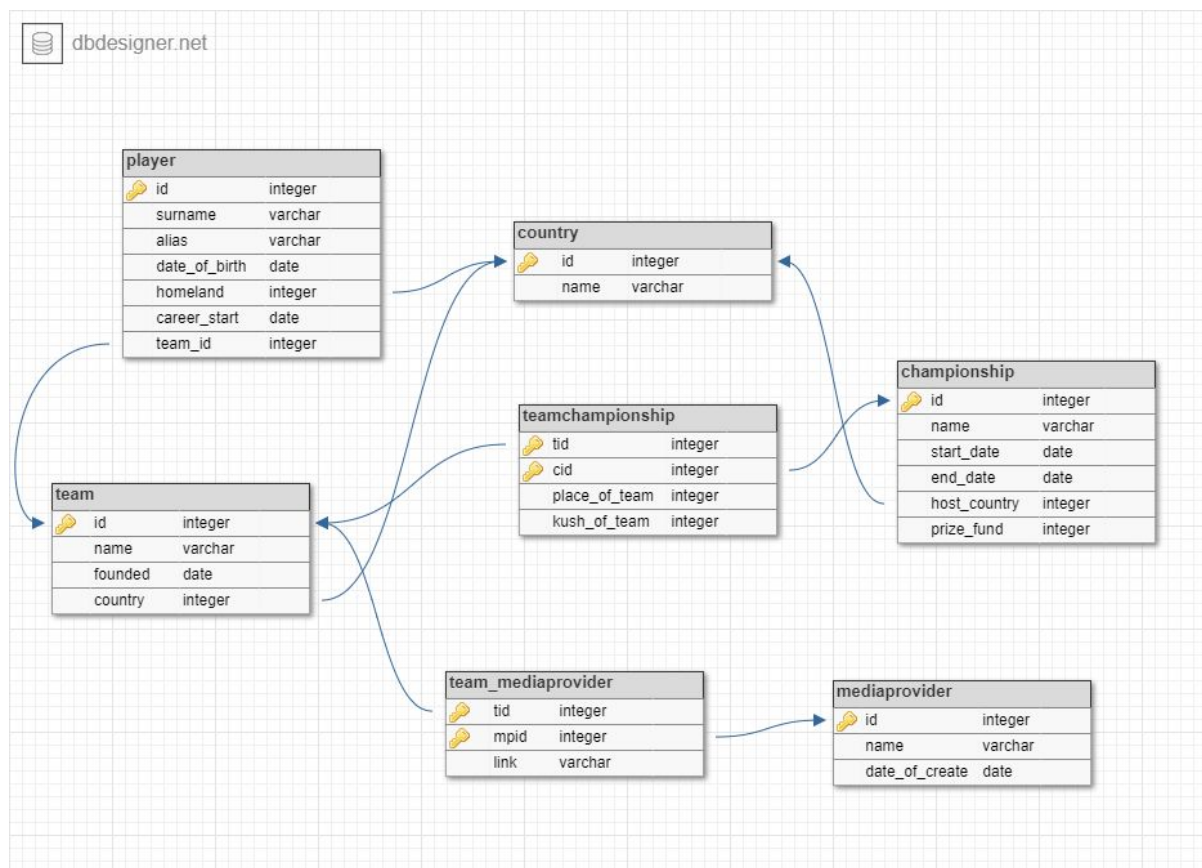 dbdesigner.net
player
id integer
surname varchar
alias varchar
date_of_birth date
homeland integer
career_start date
team_id integer
country
id integer
name varchar
championship
id integer
name varchar
start_date date
end_date date
host_country integer
prize_fund integer
teamchampionship
tid integer
cid integer
place_of_team integer
kush_of_team integer
team
id integer
name varchar
founded date
country integer
team_mediaprovider
tid integer
mpid integer
link varchar
mediaprovider
id integer
name varchar
date_of_create date